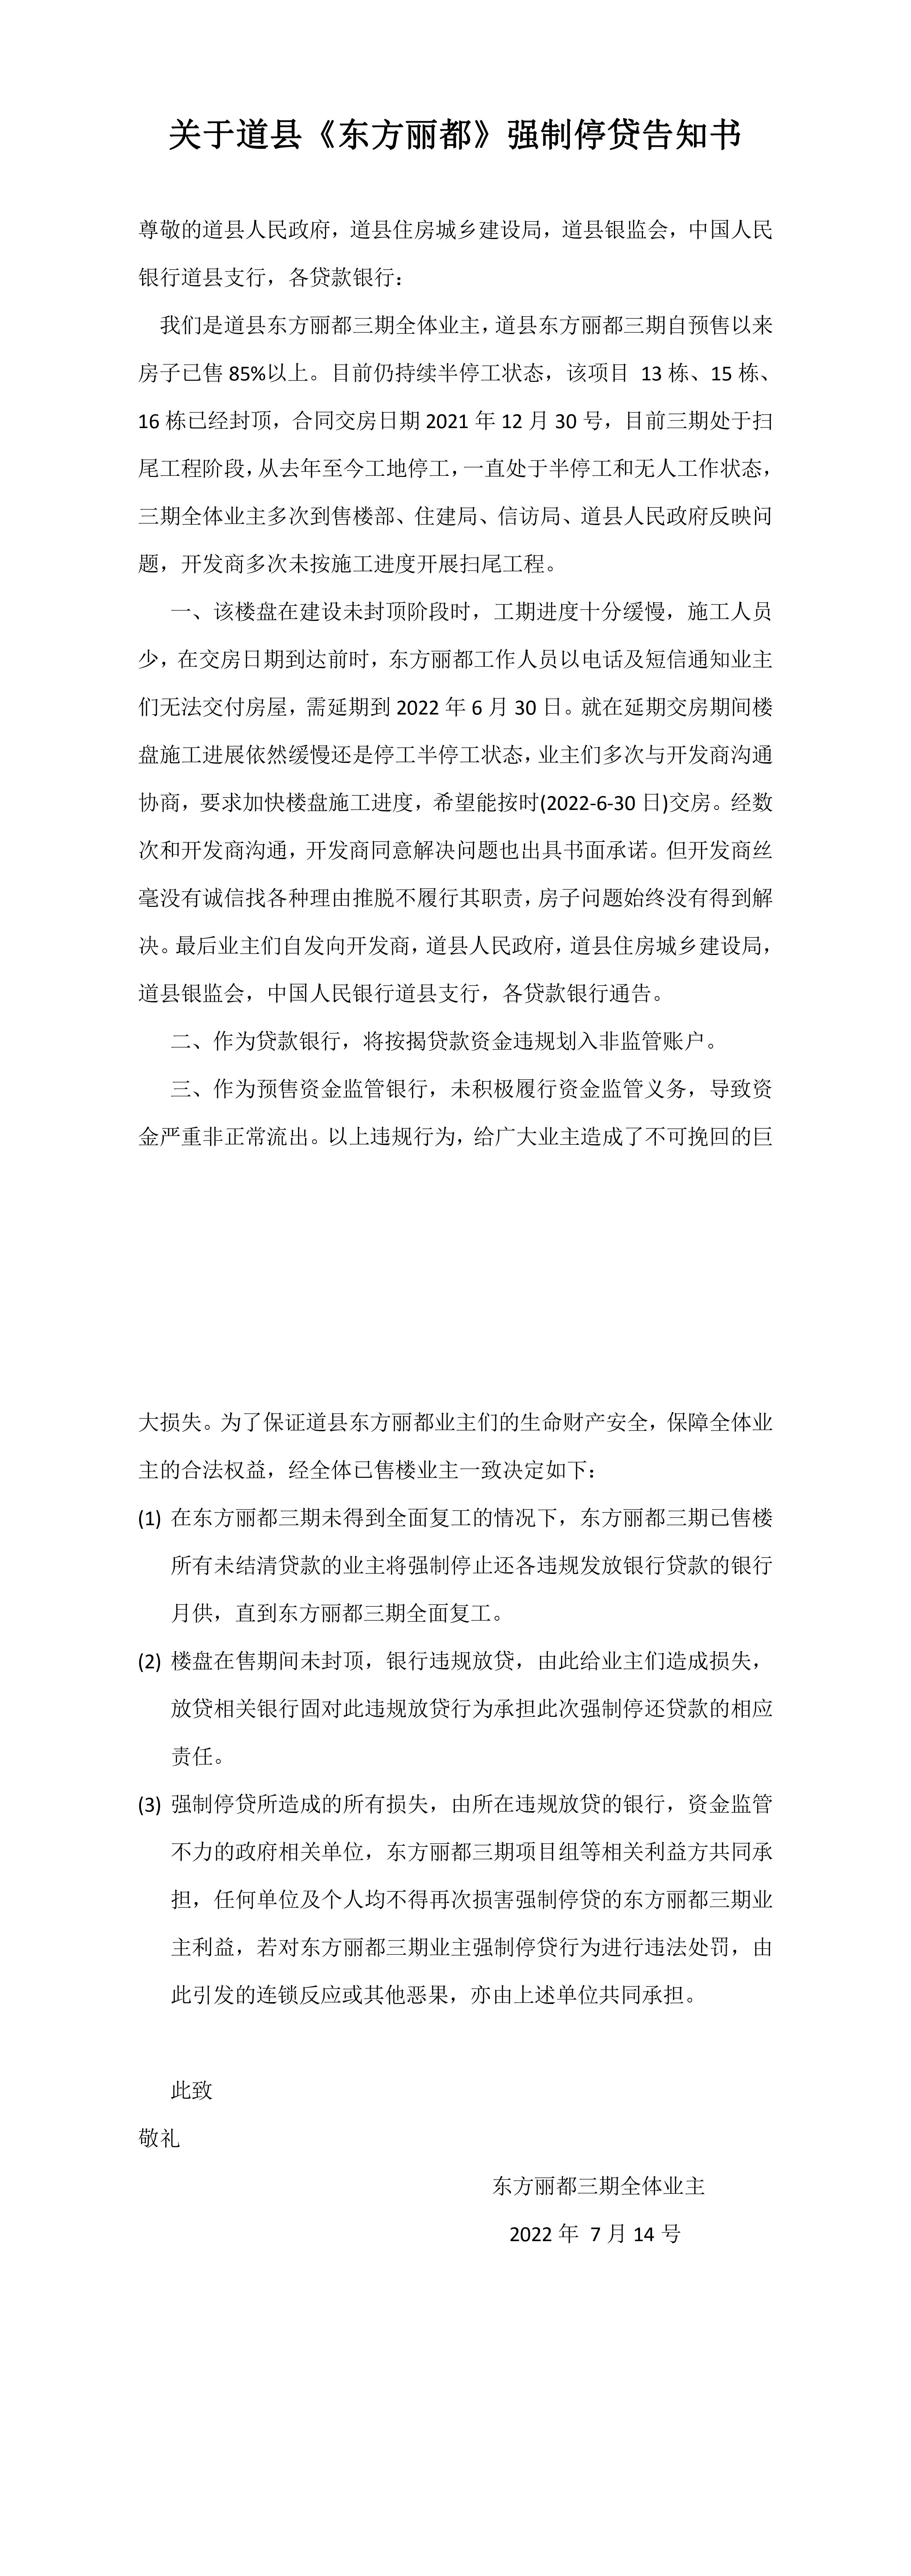 关于道县《东方丽都》强制停贷告知书
尊敬的道县人民政府，道县住房城乡建设局，道县银监会，中国人民
银行道县支行，各贷款银行：
我们是道县东方丽都三期全体业主，道县东方丽都三期自预售以来
房子已售 85%以上。目前仍持续半停工状态，该项目 13 栋、15 栋、
16 栋已经封顶，合同交房日期 2021 年 12 月 30 号，目前三期处于扫
尾工程阶段，从去年至今工地停工，一直处于半停工和无人工作状态，
三期全体业主多次到售楼部、住建局、信访局、道县人民政府反映问
题，开发商多次未按施工进度开展扫尾工程。
一、该楼盘在建设未封顶阶段时，工期进度十分缓慢，施工人员
少，在交房日期到达前时，东方丽都工作人员以电话及短信通知业主
们无法交付房屋，需延期到 2022 年 6 月 30 日。就在延期交房期间楼
盘施工进展依然缓慢还是停工半停工状态，业主们多次与开发商沟通
协商，要求加快楼盘施工进度，希望能按时(2022-6-30 日)交房。经数
次和开发商沟通，开发商同意解决问题也出具书面承诺。但开发商丝
毫没有诚信找各种理由推脱不履行其职责，房子问题始终没有得到解
决。最后业主们自发向开发商，道县人民政府，道县住房城乡建设局，
道县银监会，中国人民银行道县支行，各贷款银行通告。
二、作为贷款银行，将按揭贷款资金违规划入非监管账户。
三、作为预售资金监管银行，未积极履行资金监管义务，导致资
金严重非正常流出。以上违规行为，给广大业主造成了不可挽回的巨
大损失。为了保证道县东方丽都业主们的生命财产安全，保障全体业
主的合法权益，经全体已售楼业主一致决定如下：
(1) 在东方丽都三期未得到全面复工的情况下，东方丽都三期已售楼
所有未结清贷款的业主将强制停止还各违规发放银行贷款的银行
月供，直到东方丽都三期全面复工。
(2) 楼盘在售期间未封顶，银行违规放贷，由此给业主们造成损失，
放贷相关银行固对此违规放贷行为承担此次强制停还贷款的相应
责任。
(3) 强制停贷所造成的所有损失，由所在违规放贷的银行，资金监管
不力的政府相关单位，东方丽都三期项目组等相关利益方共同承
担，任何单位及个人均不得再次损害强制停贷的东方丽都三期业
主利益，若对东方丽都三期业主强制停贷行为进行违法处罚，由
此引发的连锁反应或其他恶果，亦由上述单位共同承担。
此致
敬礼
东方丽都三期全体业主
2022 年 7 月 14 号